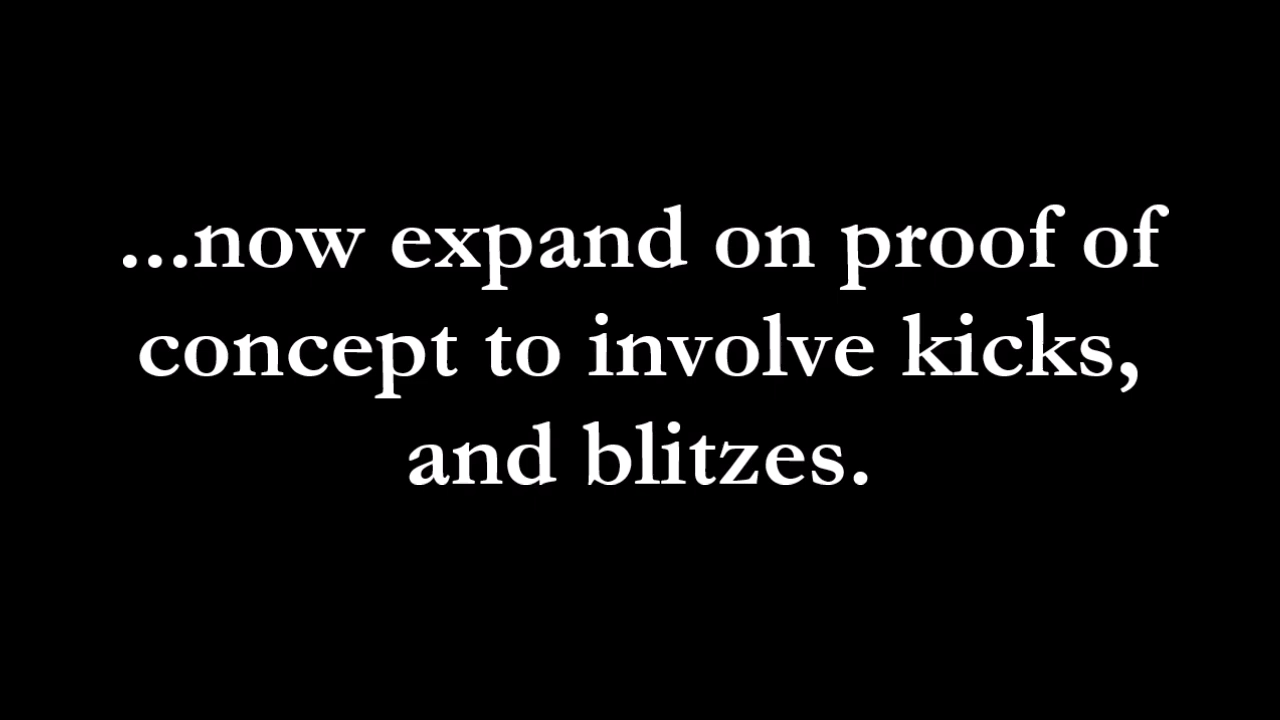 ...now expand on proof of
concept to involve kicks,
and blitzes.